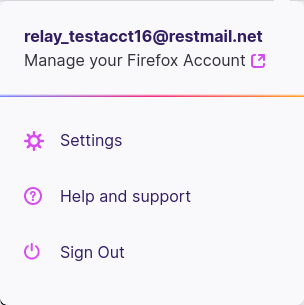 relay_testacct16@restmail.net
Manage your Firefox Account
Settings
Help and support
Sign Out